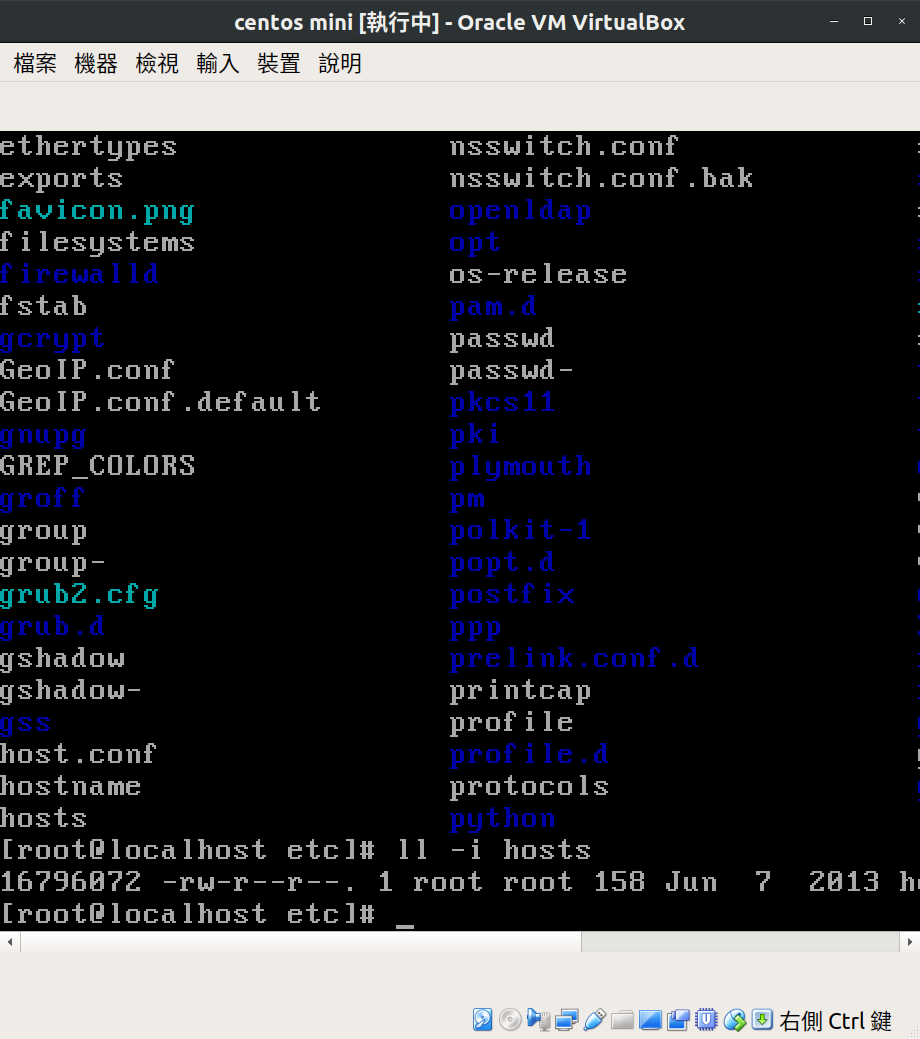 centos mini [執行中] - Oracle VM VirtualBox
檔案 機器 檢視 輸入 裝置 說明
ethertypes nsswitch.conf
exports nsswitch.conf.bak
favicon.png openldap
filesystems opt
firewalld os-release
fstab pam.d
gcrypt passwd
GeoIP.conf passwd-
GeoIP.conf.default pkcs11
gnupg pki
GREP_COLORS plymouth
groff pm
group polkit-1
group- popt.d
grub2.cfg postfix
grub.d ppp
gshadow prelink.conf.d
gshadow- printcap
gss profile
host.conf profile.d
hostname protocols
hosts python
[root@localhost etc]# ll -i hosts
16796072 -rw-r--r--. 1 root root 158 Jun 7 2013
[root@localhost etc]# _
右側 Ctrl 鍵